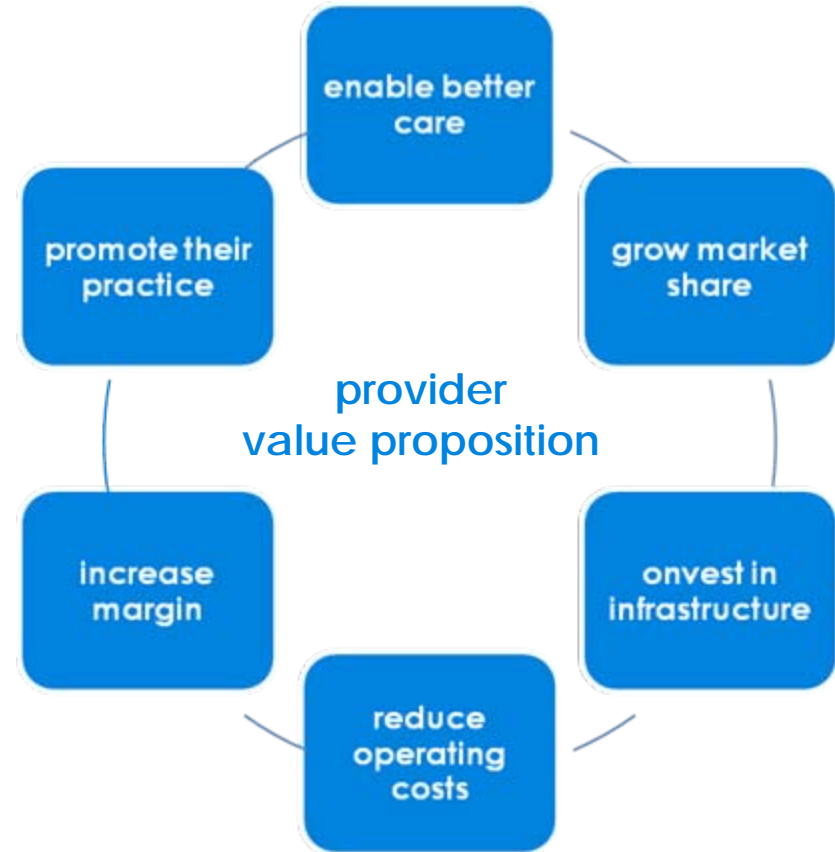 enable better
care
grow market
share
onvest in
infrastructure
reduce
operating
costs
increase
margin
promote their
practice
provider
value proposition